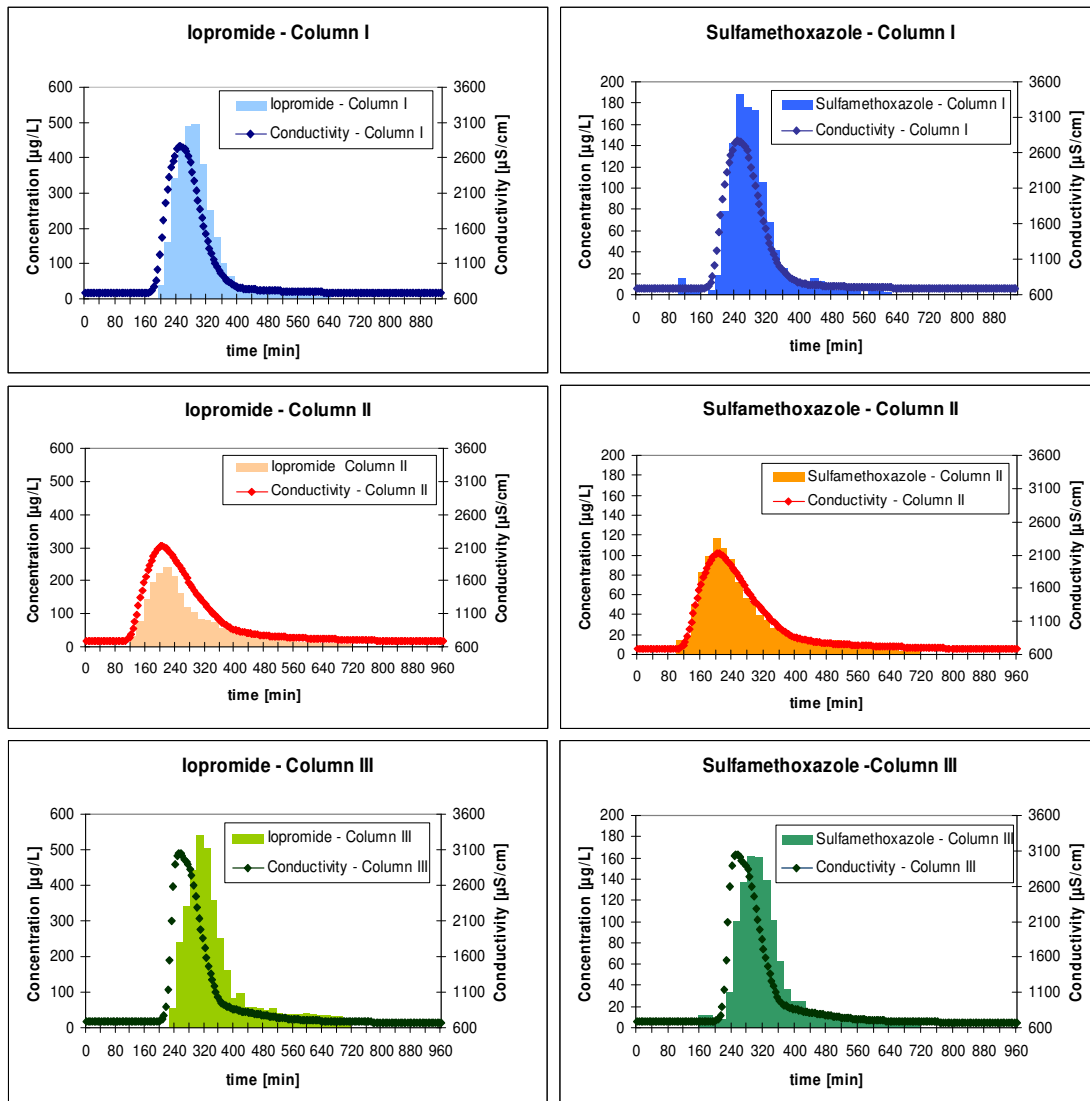 Iopromide - Column I
Concentration [µg/L]
600
500
400
300
200
100
0
Iopromide - Column I
Conductivity - Column I
3600
3100
2600
2100
1600
1100
600
Conductivity [µS/cm]
0 80 160 240 320 400 480 560 640 720 800 880
time [min]
Sulfamethoxazole - Column I
Concentration [µg/L]
200
180
160
140
120
100
80
60
40
20
0
Sulfamethoxazole - Column I
Conductivity - Column I
3600
3100
2600
2100
1600
1100
600
Conductivity [µS/cm]
0 80 160 240 320 400 480 560 640 720 800 880
time [min]
Iopromide - Column II
Concentration [µg/L]
600
500
400
300
200
100
0
Iopromide Column II
Conductivity - Column II
3600
3100
2600
2100
1600
1100
600
Conductivity [µS/cm]
0 80 160 240 320 400 480 560 640 720 800 880 960
time [min]
Sulfamethoxazole - Column II
Concentration [µg/L]
200
180
160
140
120
100
80
60
40
20
0
Sulfamethoxazole - Column II
Conductivity - Column II
3600
3100
2600
2100
1600
1100
600
Conductivity [µS/cm]
0 80 160 240 320 400 480 560 640 720 800 880 960
time [min]
Iopromide - Column III
Concentration [µg/L]
600
500
400
300
200
100
0
Iopromide - Column III
Conductivity - Column III
3600
3100
2600
2100
1600
1100
600
Conductivity [µS/cm]
0 80 160 240 320 400 480 560 640 720 800 880 960
time [min]
Sulfamethoxazole -Column III
Concentration [µg/L]
200
180
160
140
120
100
80
60
40
20
0
Sulfamethoxazole - Column III
Conductivity - Column III
3600
3100
2600
2100
1600
1100
600
Conductivity [µS/cm]
0 80 160 240 320 400 480 560 640 720 800 880 960
time [min]